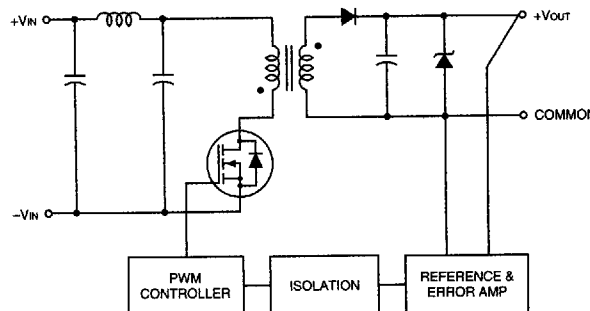 +VIN
+VOUT
COMMON
−VIN
PWM
CONTROLLER
ISOLATION
REFERENCE &
ERROR AMP